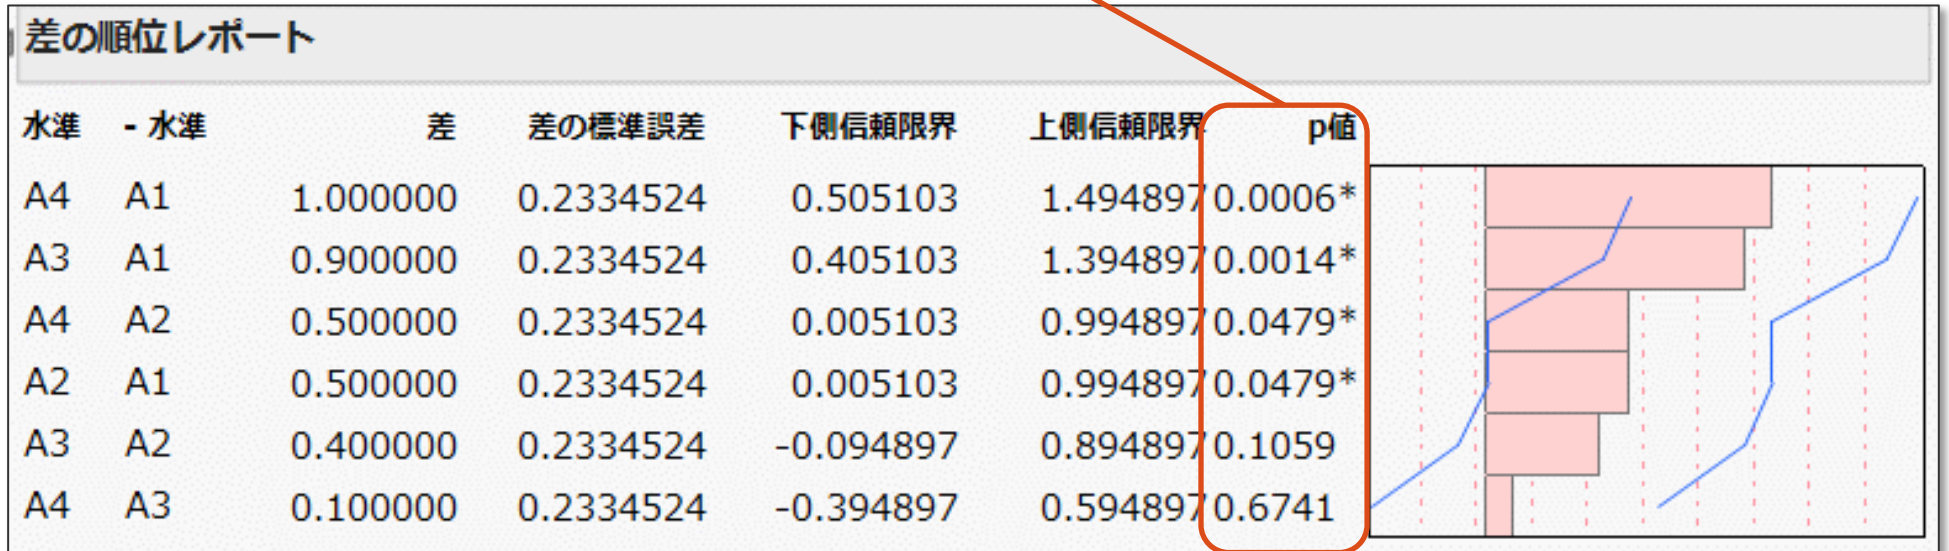 差の順位レポート
水準 - 水準 差 差の標準誤差 下側信頼限界 上側信頼限界 p値
A4 A1 1.000000 0.2334524 0.505103 1.494897 0.0006*
A3 A1 0.900000 0.2334524 0.405103 1.394897 0.0014*
A4 A2 0.500000 0.2334524 0.005103 0.994897 0.0479*
A2 A1 0.500000 0.2334524 0.005103 0.994897 0.0479*
A3 A2 0.400000 0.2334524 -0.094897 0.894897 0.1059
A4 A3 0.100000 0.2334524 -0.394897 0.594897 0.6741